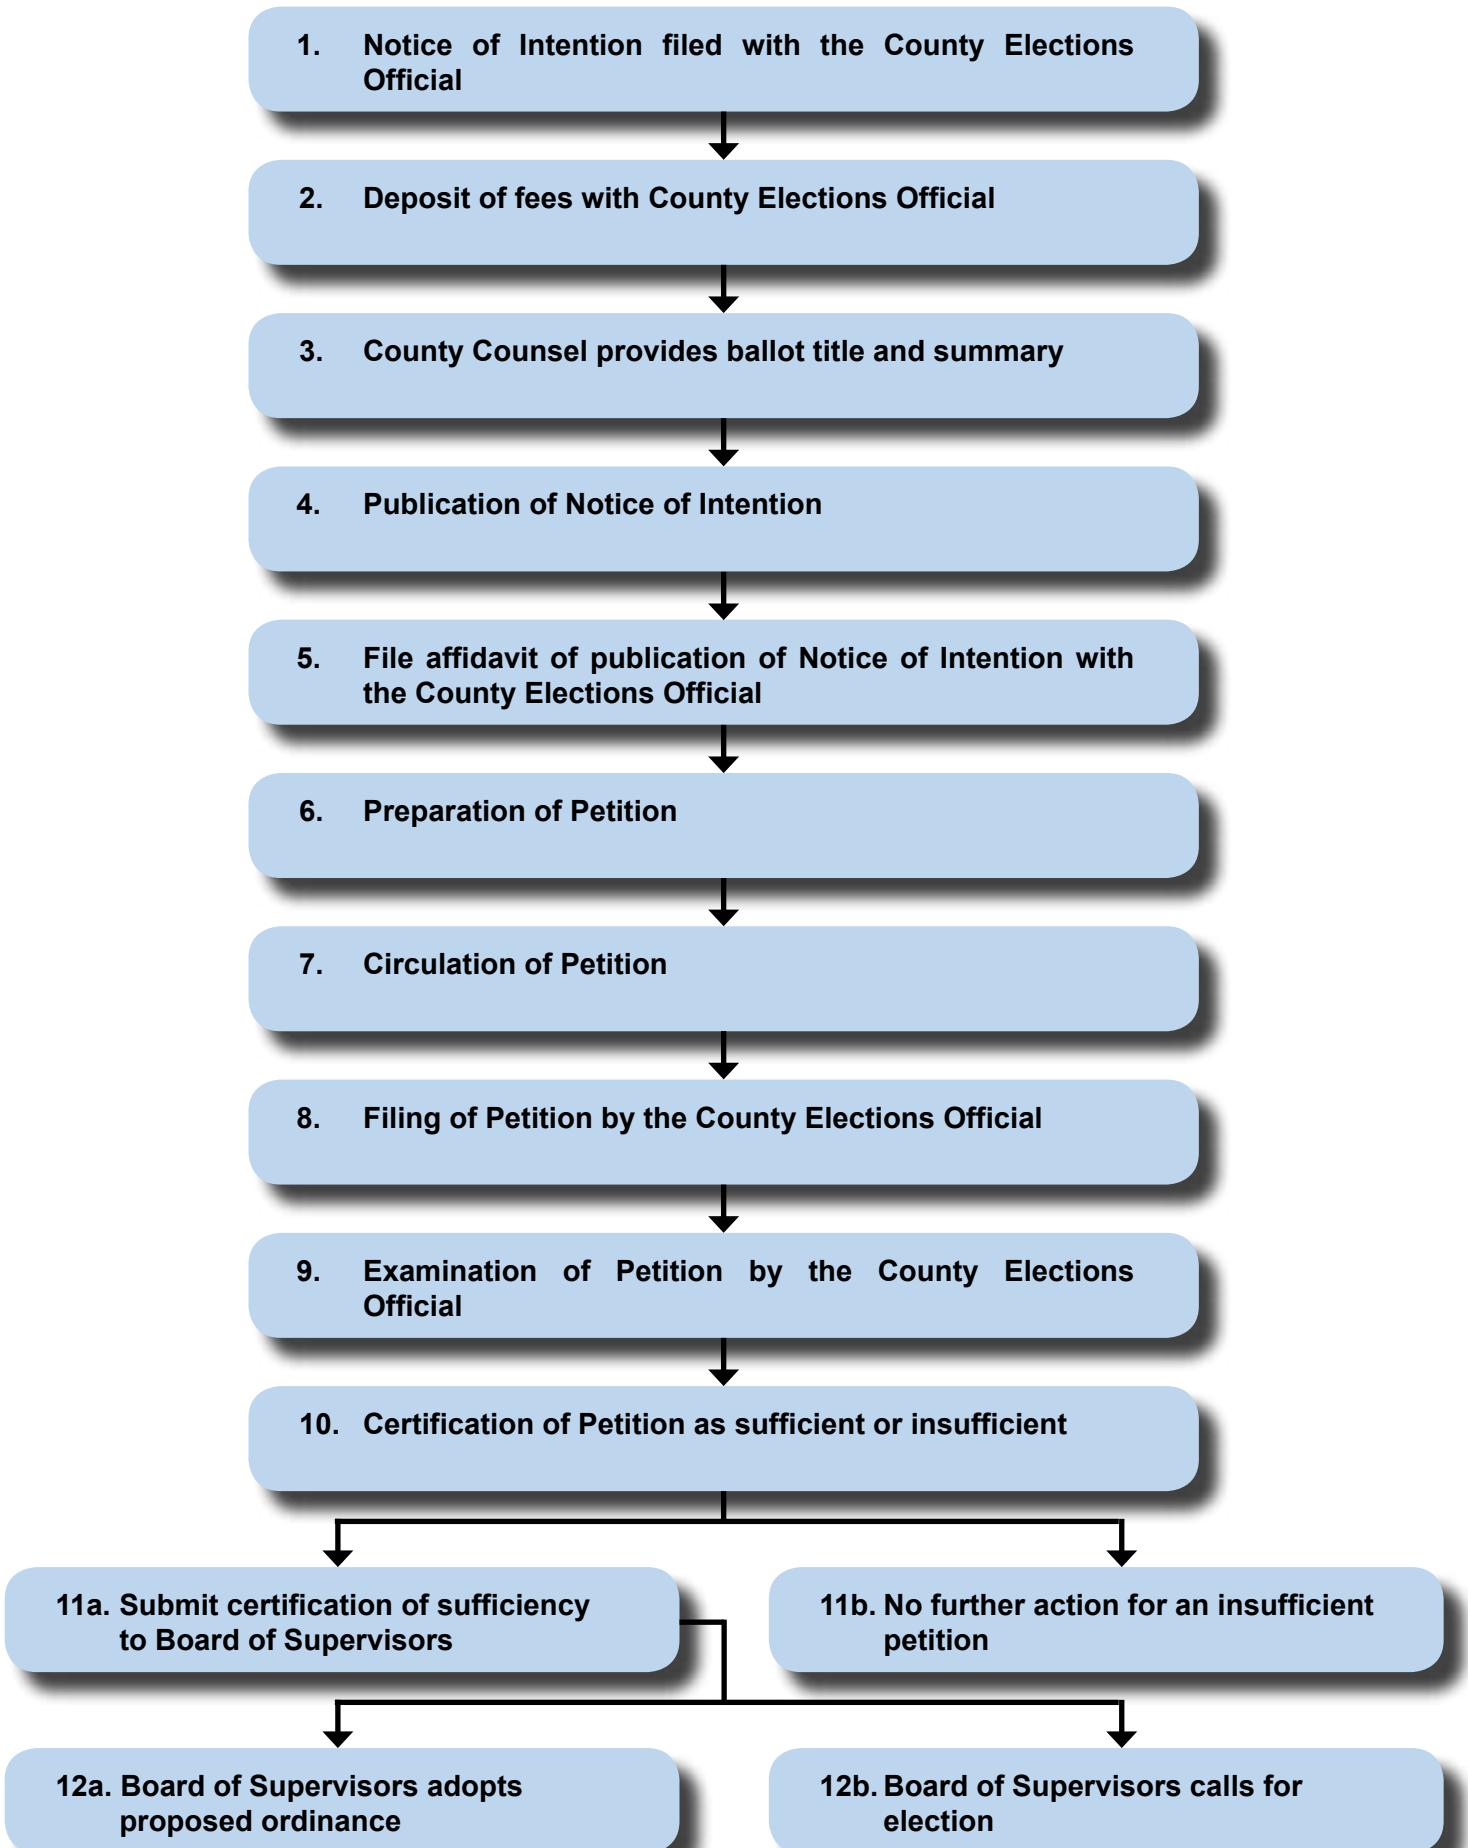 1. Notice of Intention filed with the County Elections
Official
2. Deposit of fees with County Elections Official
3. County Counsel provides ballot title and summary
4. Publication of Notice of Intention
5. File affidavit of publication of Notice of Intention with
the County Elections Official
6. Preparation of Petition
7. Circulation of Petition
8. Filing of Petition by the County Elections Official
9. Examination of Petition by the County Elections
Official
10. Certification of Petition as sufficient or insufficient
11a. Submit certification of sufficiency
to Board of Supervisors
11b. No further action for an insufficient
petition
12a. Board of Supervisors adopts
proposed ordinance
12b. Board of Supervisors calls for
election